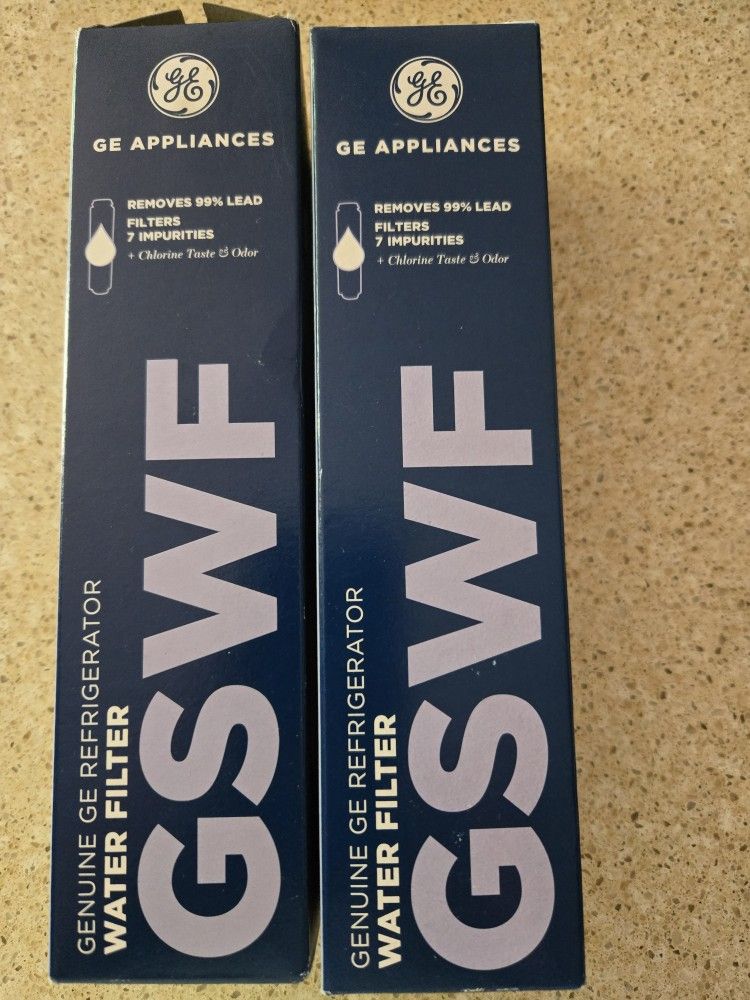 GE
GE APPLIANCES
REMOVES 99% LEAD
FILTERS
7 IMPURITIES
+ Chlorine Taste & Odor
GENUINE GE REFRIGERATOR
WATER FILTER
GSWF
GE
GE APPLIANCES
REMOVES 99% LEAD
FILTERS
7 IMPURITIES
+ Chlorine Taste & Odor
GENUINE GE REFRIGERATOR
WATER FILTER
GSWF